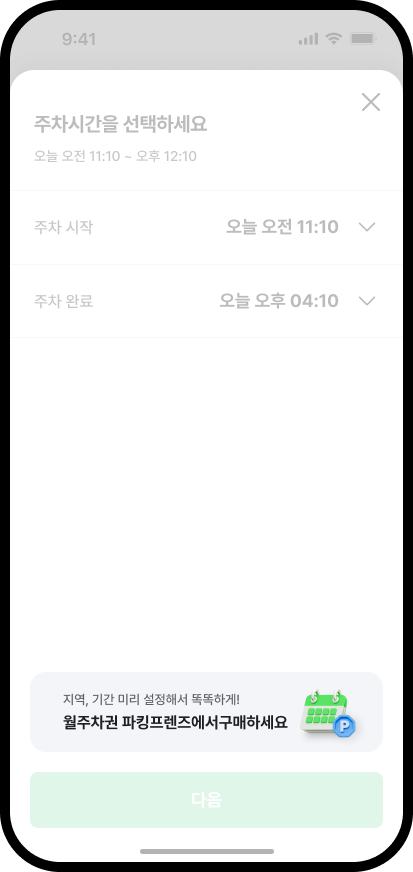 9:41
주차시간을 선택하세요
오늘 오전 11:10 ~ 오후 12:10
주차 시작 오늘 오전 11:10
주차 완료 오늘 오후 04:10
지역, 기간 미리 설정해서 똑똑하게!
월주차권 파킹프렌즈에서구매하세요
P
다음